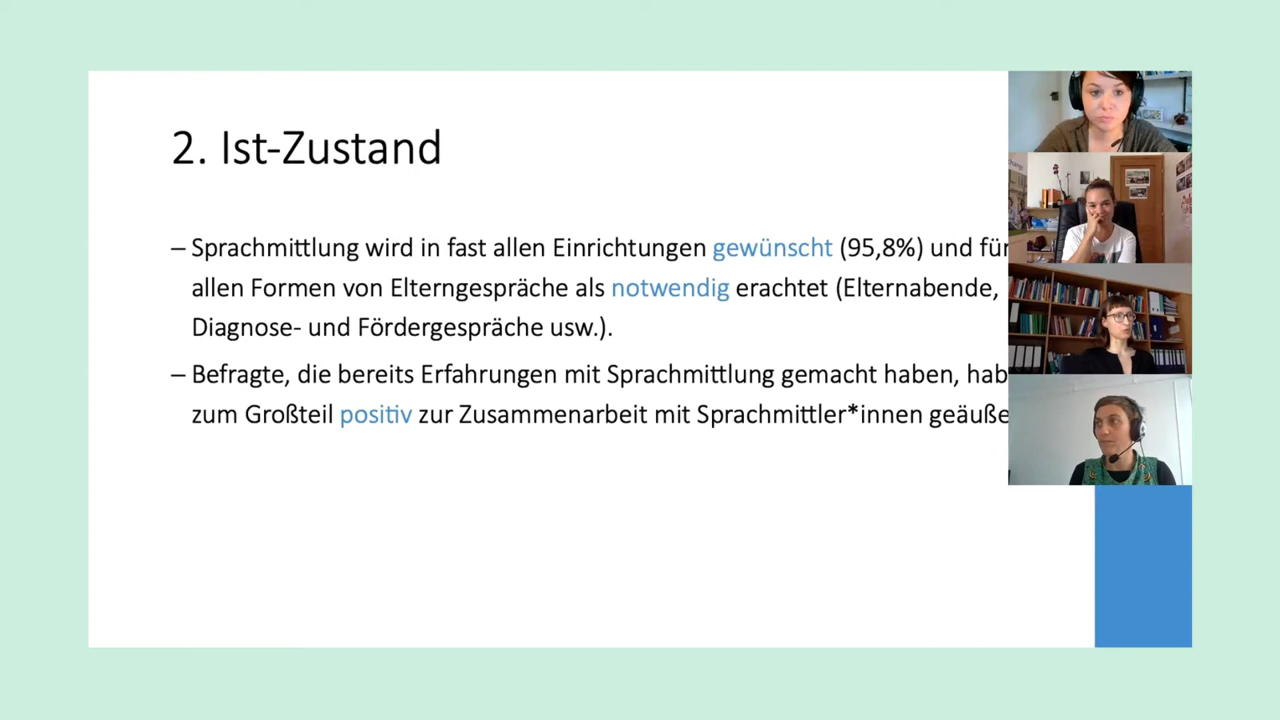 2. Ist-Zustand
– Sprachmittlung wird in fast allen Einrichtungen gewünscht (95,8%) und für
allen Formen von Elterngespräche als notwendig erachtet (Elternabende,
Diagnose- und Fördergespräche usw.).
– Befragte, die bereits Erfahrungen mit Sprachmittlung gemacht haben, hab
zum Großteil positiv zur Zusammenarbeit mit Sprachmittler*innen geäuße